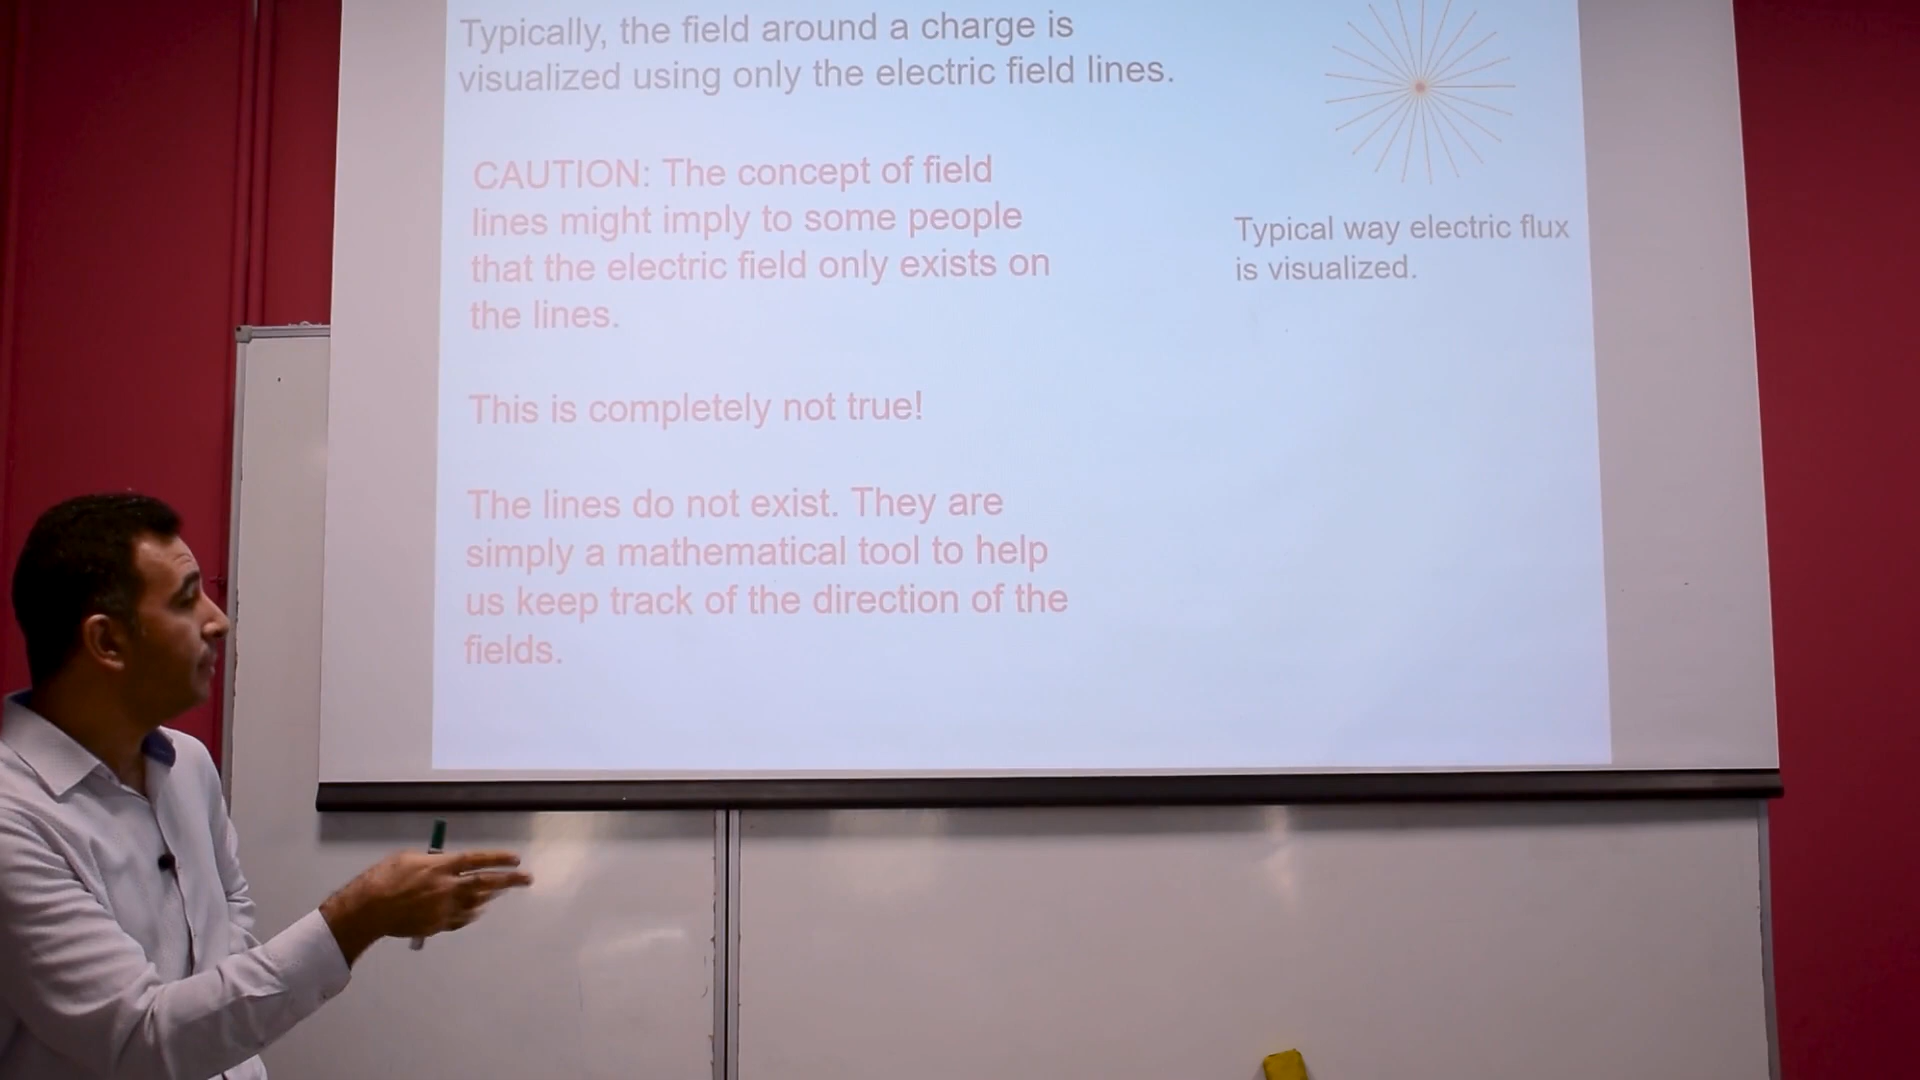 Typically, the field around a charge is
visualized using only the electric field lines.
CAUTION: The concept of field
lines might imply to some people
that the electric field only exists on
the lines.
This is completely not true!
The lines do not exist. They are
simply a mathematical tool to help
us keep track of the direction of the
fields.
Typical way electric flux
is visualized.